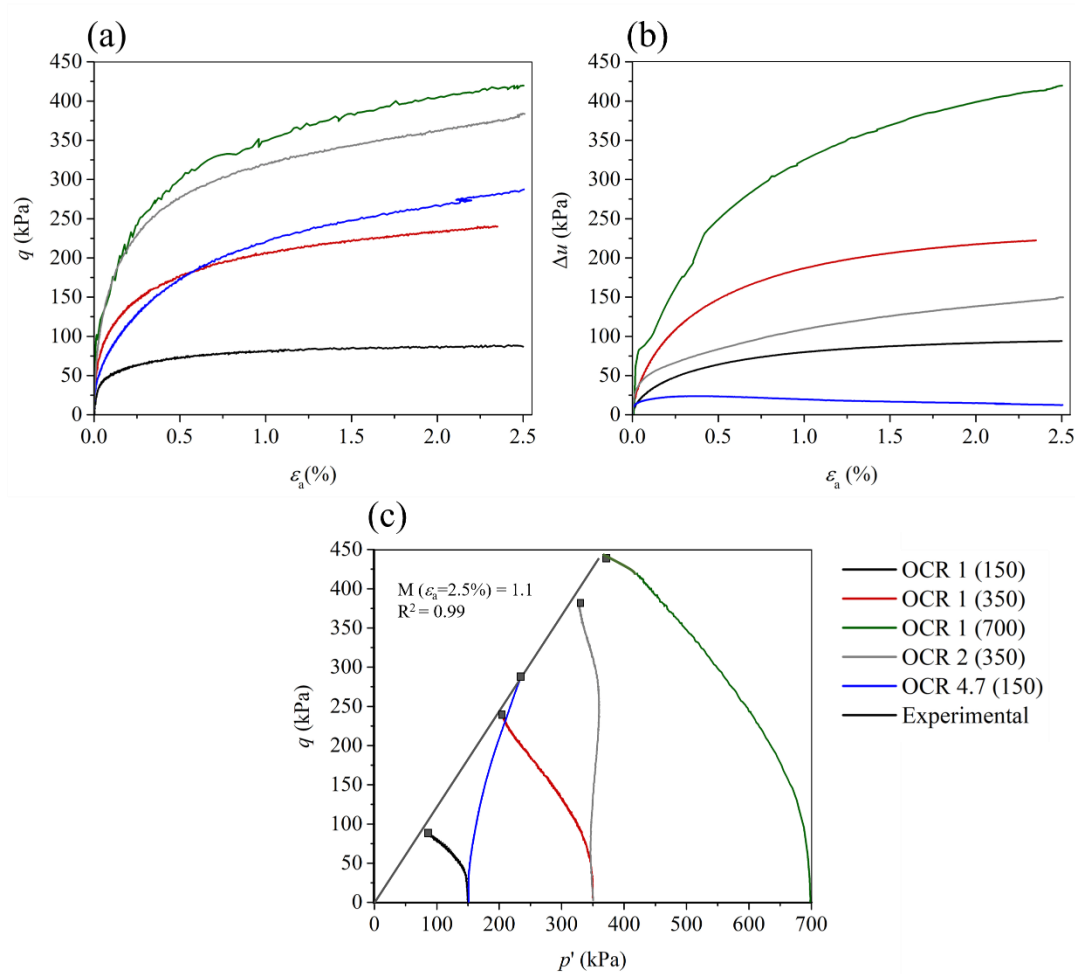 (a)
450
400
350
300
250
200
150
100
50
0
q (kPa)
0.0 0.5 1.0 1.5 2.0 2.5
εa(%)
(b)
450
400
350
300
250
200
150
100
50
0
Δu (kPa)
0.0 0.5 1.0 1.5 2.0 2.5
εa (%)
(c)
450
400
350
300
250
200
150
100
50
0
q (kPa)
M (εa=2.5%) = 1.1
R² = 0.99
0 100 200 300 400 500 600 700
p' (kPa)
OCR 1 (150)
OCR 1 (350)
OCR 1 (700)
OCR 2 (350)
OCR 4.7 (150)
Experimental